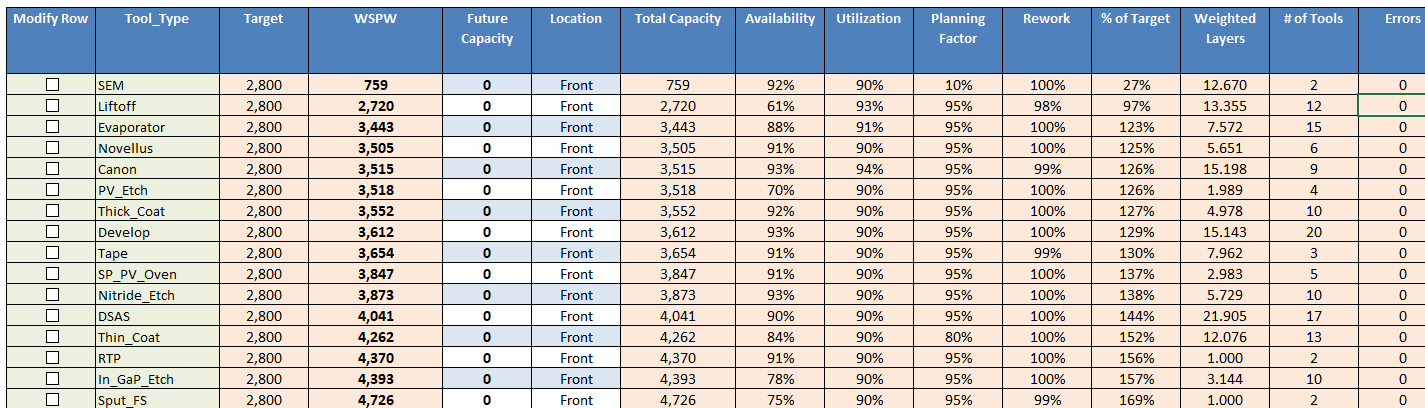 Modify Row Tool_Type Target WSPW Future Capacity Location Total Capacity Availability Utilization Planning Factor Rework % of Target Weighted Layers # of Tools Errors
SEM 2,800 759 0 Front 759 92% 90% 10% 100% 27% 12.670 2 0
Liftoff 2,800 2,720 0 Front 2,720 61% 93% 95% 98% 97% 13.355 12 0
Evaporator 2,800 3,443 0 Front 3,443 88% 91% 95% 100% 123% 7.572 15 0
Novellus 2,800 3,505 0 Front 3,505 91% 90% 95% 100% 125% 5.651 6 0
Canon 2,800 3,515 0 Front 3,515 93% 94% 95% 99% 126% 15.198 9 0
PV_Etch 2,800 3,518 0 Front 3,518 70% 90% 95% 100% 126% 1.989 4 0
Thick_Coat 2,800 3,552 0 Front 3,552 92% 90% 95% 100% 127% 4.978 10 0
Develop 2,800 3,612 0 Front 3,612 93% 90% 95% 100% 129% 15.143 20 0
Tape 2,800 3,654 0 Front 3,654 91% 90% 95% 99% 130% 7.962 3 0
SP_PV_Oven 2,800 3,847 0 Front 3,847 91% 90% 95% 100% 137% 2.983 5 0
Nitride_Etch 2,800 3,873 0 Front 3,873 93% 90% 95% 100% 138% 5.729 10 0
DSAS 2,800 4,041 0 Front 4,041 90% 90% 95% 100% 144% 21.905 17 0
Thin_Coat 2,800 4,262 0 Front 4,262 84% 90% 80% 100% 152% 12.076 13 0
RTP 2,800 4,370 0 Front 4,370 91% 90% 95% 100% 156% 1.000 2 0
In_GaP_Etch 2,800 4,393 0 Front 4,393 78% 90% 95% 100% 157% 3.144 10 0
Sput_FS 2,800 4,726 0 Front 4,726 75% 90% 95% 99% 169% 1.000 2 0